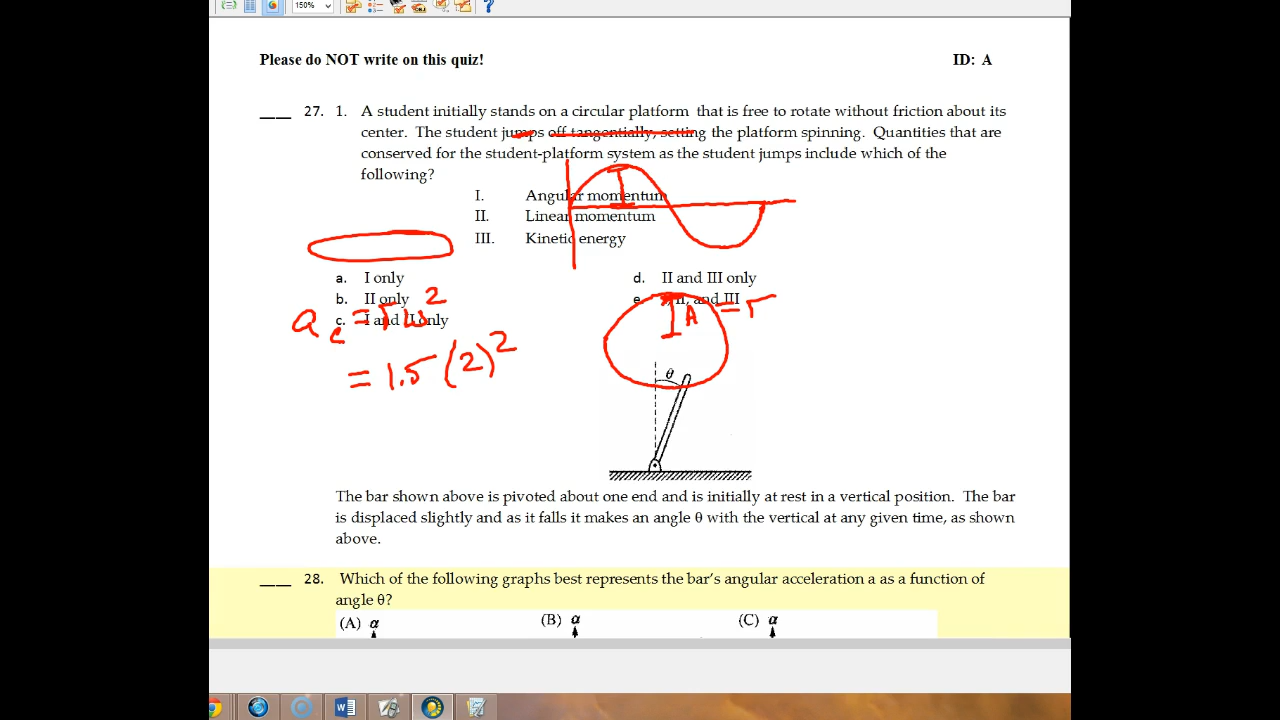 150%
Please do NOT write on this quiz! ID: A
___ 27. 1. A student initially stands on a circular platform that is free to rotate without friction about its
center. The student jumps off tangentially, setting the platform spinning. Quantities that are
conserved for the student-platform system as the student jumps include which of the
following?
I. Angular momentum
II. Linear momentum
III. Kinetic energy
a. I only d. II and III only
b. II only e. I, II, and III
c. I and II only
a_c = rω²
= 1.5 (2)²
A = r
θ
The bar shown above is pivoted about one end and is initially at rest in a vertical position. The bar
is displaced slightly and as it falls it makes an angle θ with the vertical at any given time, as shown
above.
___ 28. Which of the following graphs best represents the bar's angular acceleration a as a function of
angle θ?
(A) α (B) α (C) α